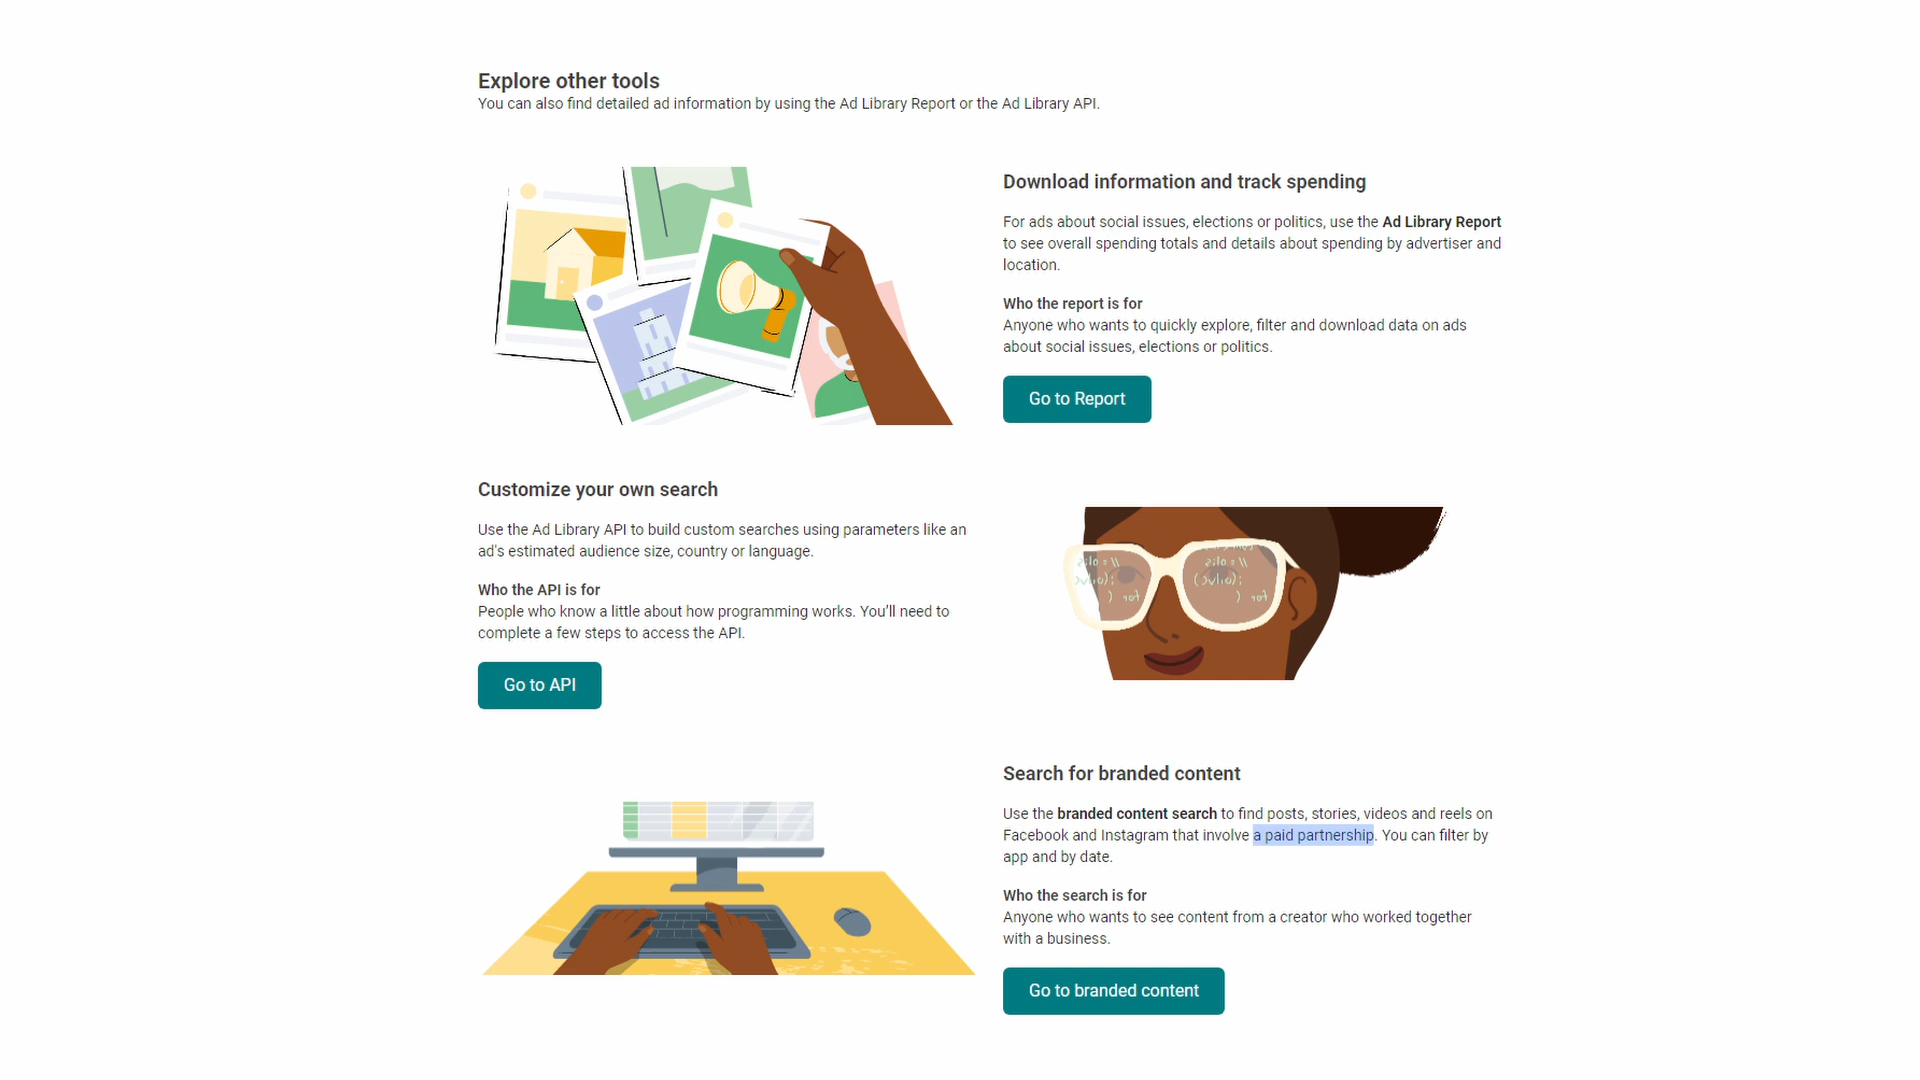 Explore other tools
You can also find detailed ad information by using the Ad Library Report or the Ad Library API.
Download information and track spending
For ads about social issues, elections or politics, use the Ad Library Report
to see overall spending totals and details about spending by advertiser and
location.
Who the report is for
Anyone who wants to quickly explore, filter and download data on ads
about social issues, elections or politics.
Go to Report
Customize your own search
Use the Ad Library API to build custom searches using parameters like an
ad's estimated audience size, country or language.
Who the API is for
People who know a little about how programming works. You’ll need to
complete a few steps to access the API.
Go to API
Search for branded content
Use the branded content search to find posts, stories, videos and reels on
Facebook and Instagram that involve a paid partnership. You can filter by
app and by date.
Who the search is for
Anyone who wants to see content from a creator who worked together
with a business.
Go to branded content